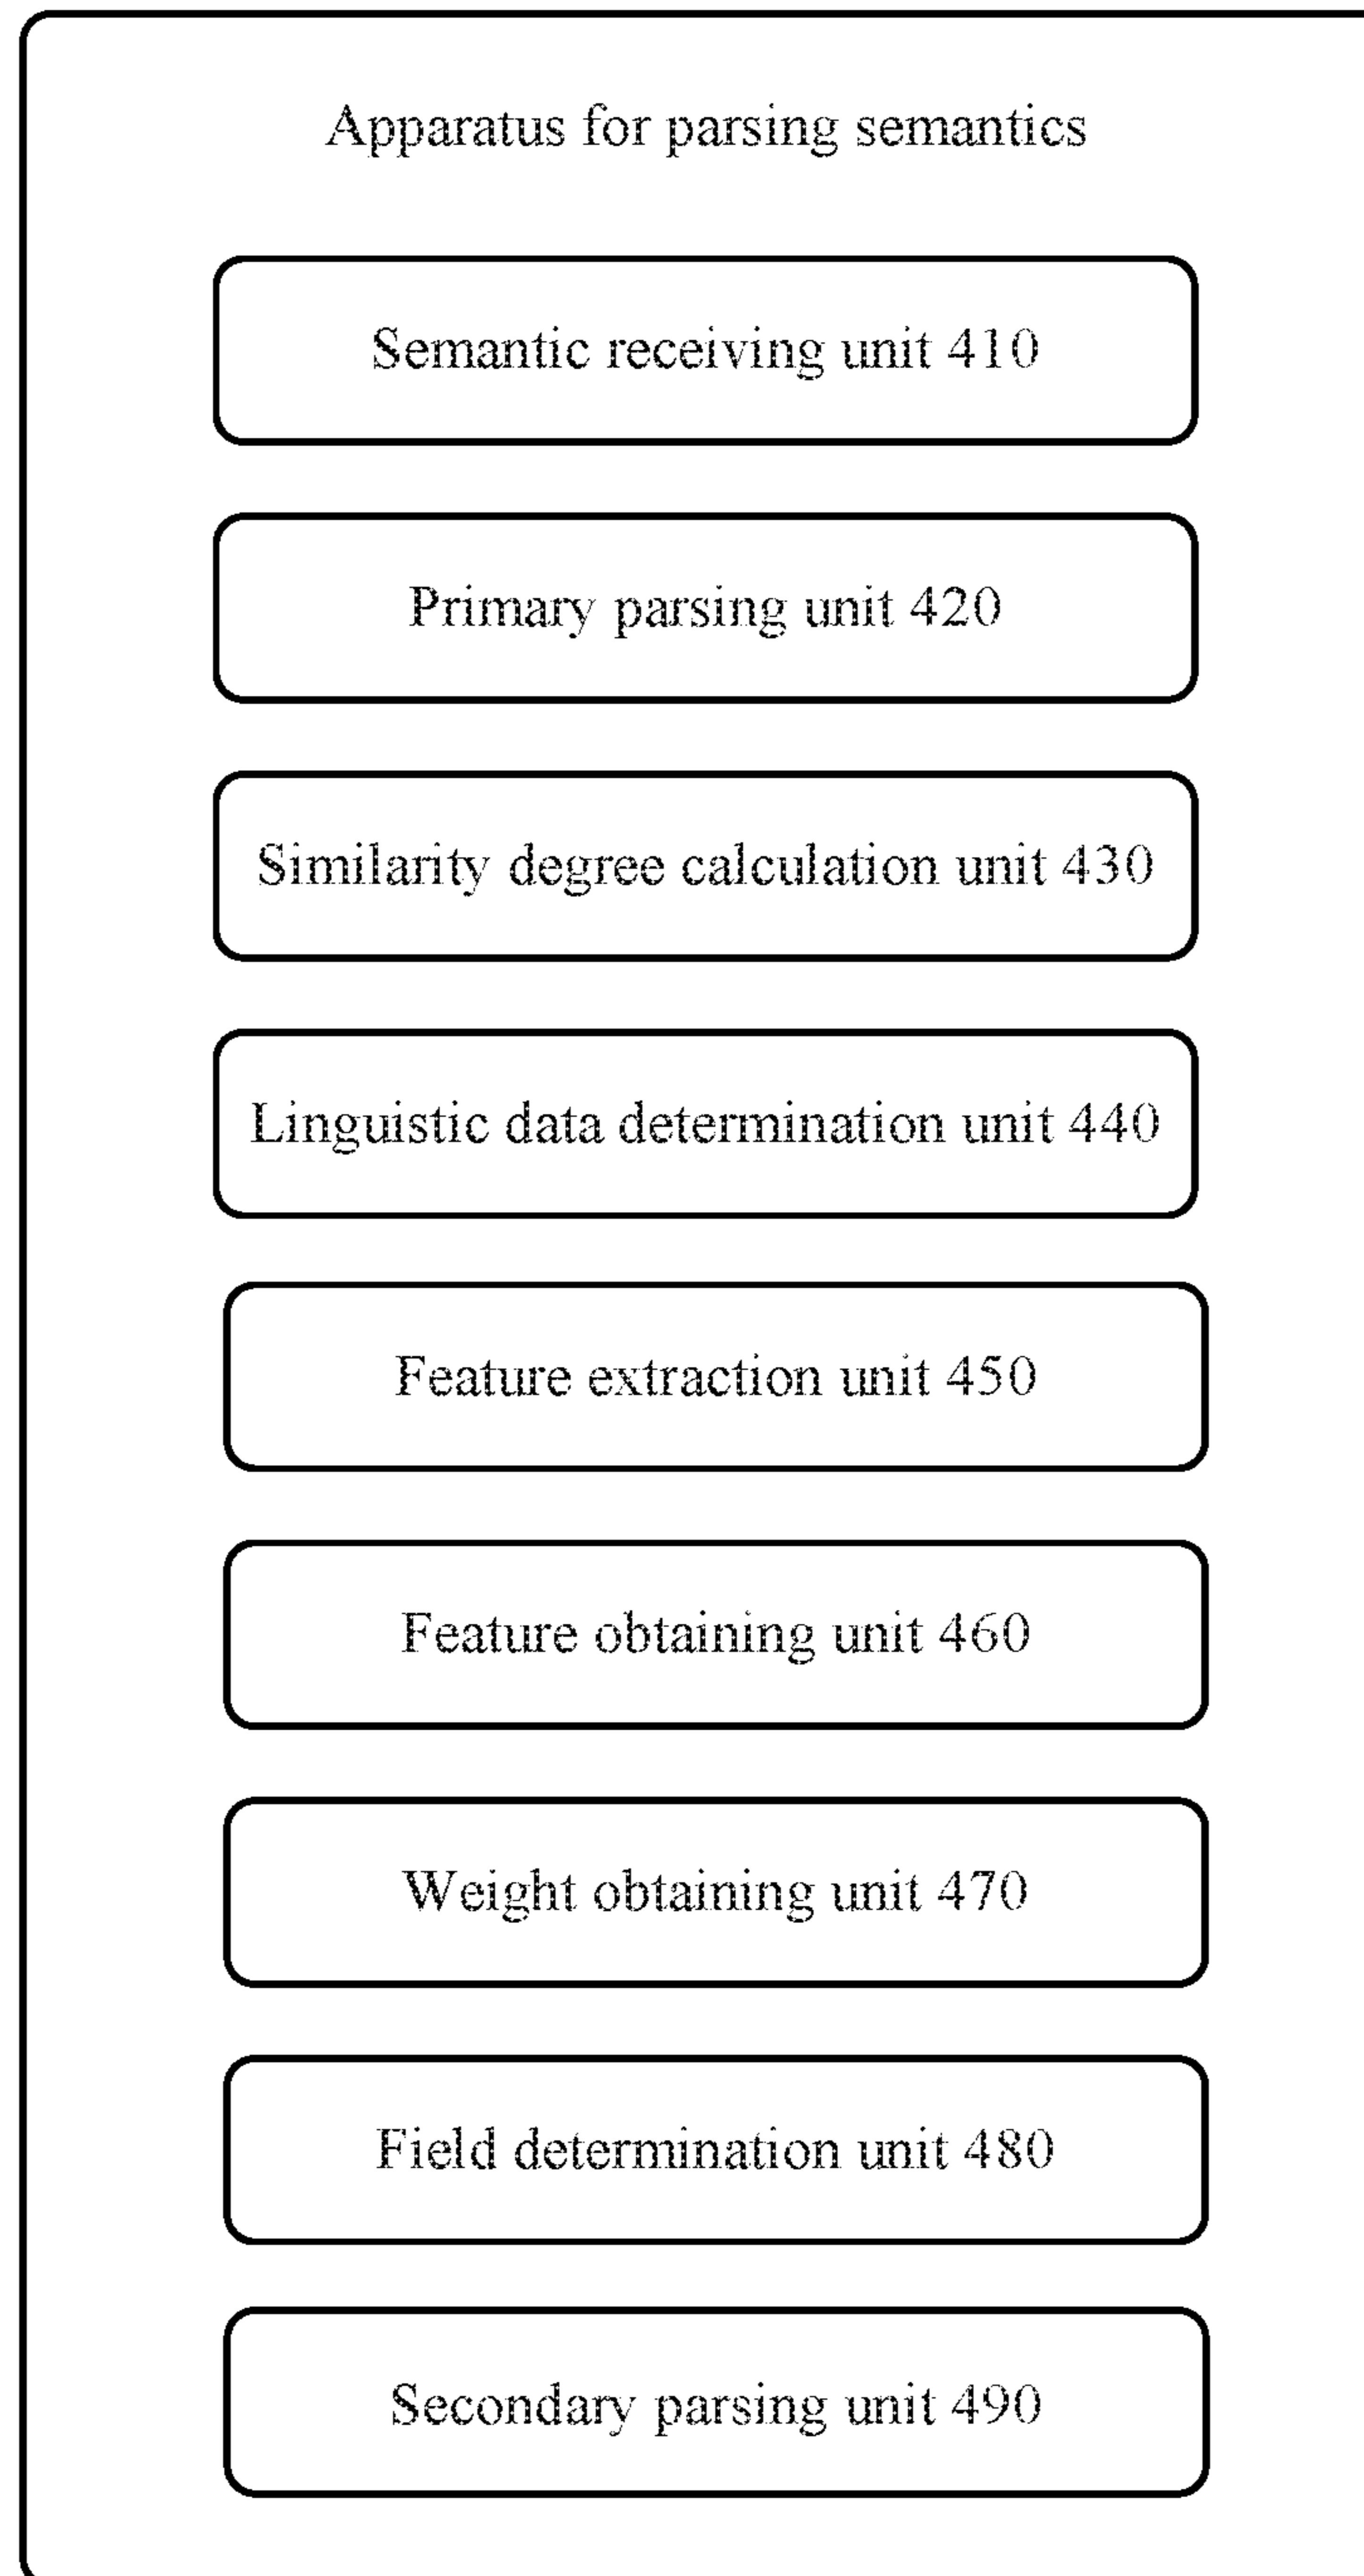 Apparatus for parsing semantics
Semantic receiving unit 410
Primary parsing unit 420
Similarity degree calculation unit 430
Linguistic data determination unit 440
Feature extraction unit 450
Feature obtaining unit 460
Weight obtaining unit 470
Field determination unit 480
Secondary parsing unit 490